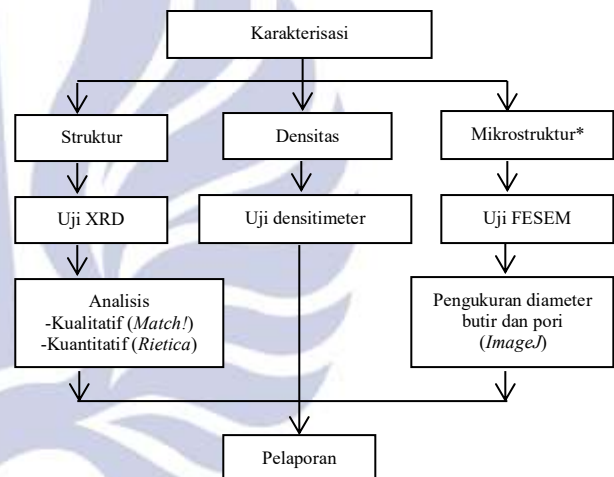 Karakterisasi
Struktur
Densitas
Mikrostruktur*
Uji XRD
Uji densitimeter
Uji FESEM
Analisis
-Kualitatif (Match!)
-Kuantitatif (Rietica)
Pengukuran diameter
butir dan pori
(ImageJ)
Pelaporan